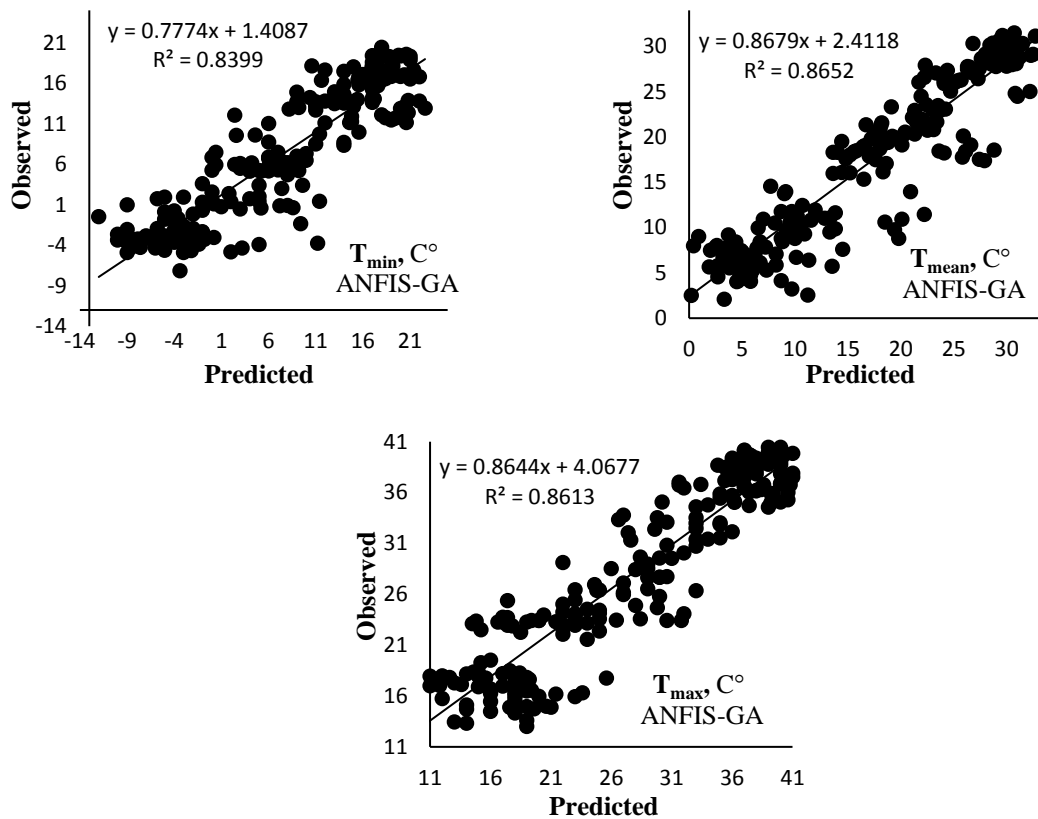 y = 0.7774x + 1.4087
R² = 0.8399
21
16
11
6
1
-4
-9
-14
Observed
T_min, C°
ANFIS-GA
-14 -9 -4 1 6 11 16 21
Predicted
y = 0.8679x + 2.4118
R² = 0.8652
30
25
20
15
10
5
0
Observed
T_mean, C°
ANFIS-GA
0 5 10 15 20 25 30
Predicted
y = 0.8644x + 4.0677
R² = 0.8613
41
36
31
26
21
16
11
Observed
T_max, C°
ANFIS-GA
11 16 21 26 31 36 41
Predicted